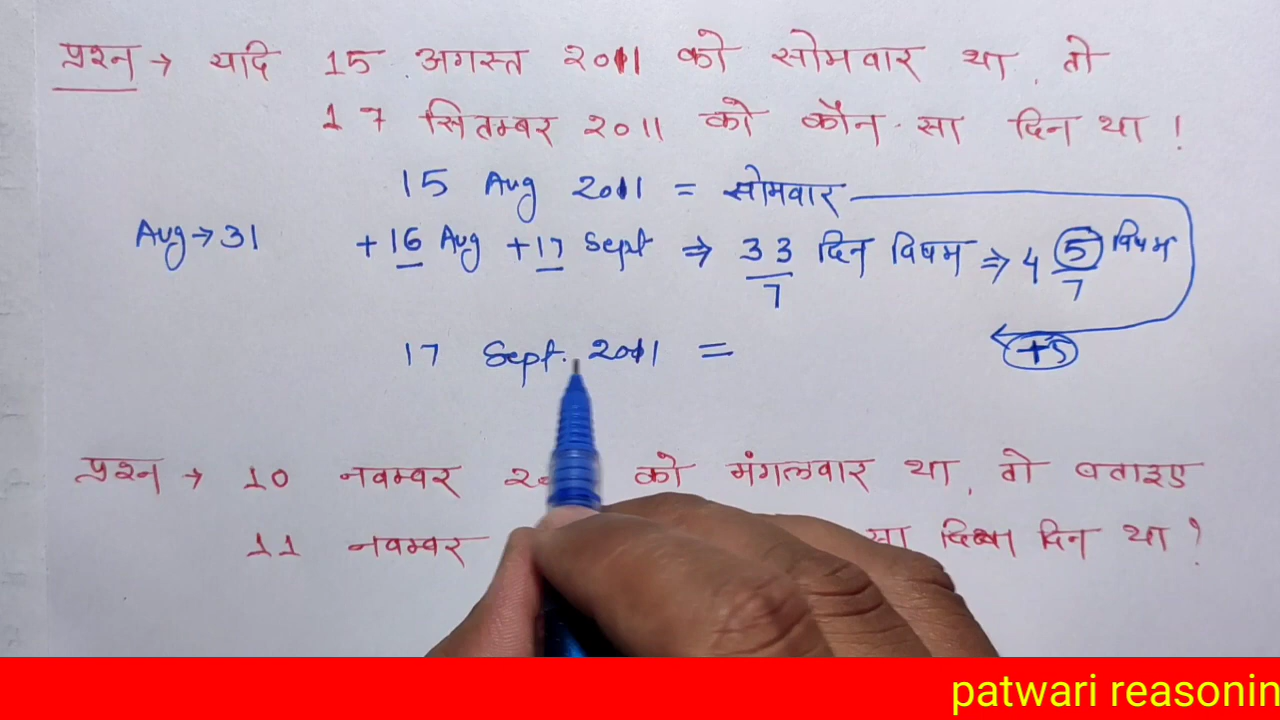 प्रश्न → यदि 15 अगस्त 2011 को सोमवार था, तो
17 सितम्बर 2011 को कौन-सा दिन था!
15 Aug 2011 = सोमवार
Aug→31 +16 Aug +17 Sept ⇒ 33/7 दिन विषम ⇒ 4 5/7 विषम
17 Sept. 2011 = +5
प्रश्न → 10 नवम्बर को मंगलवार था, तो बताइए
11 नवम्बर सा दिन था?
patwari reasonin